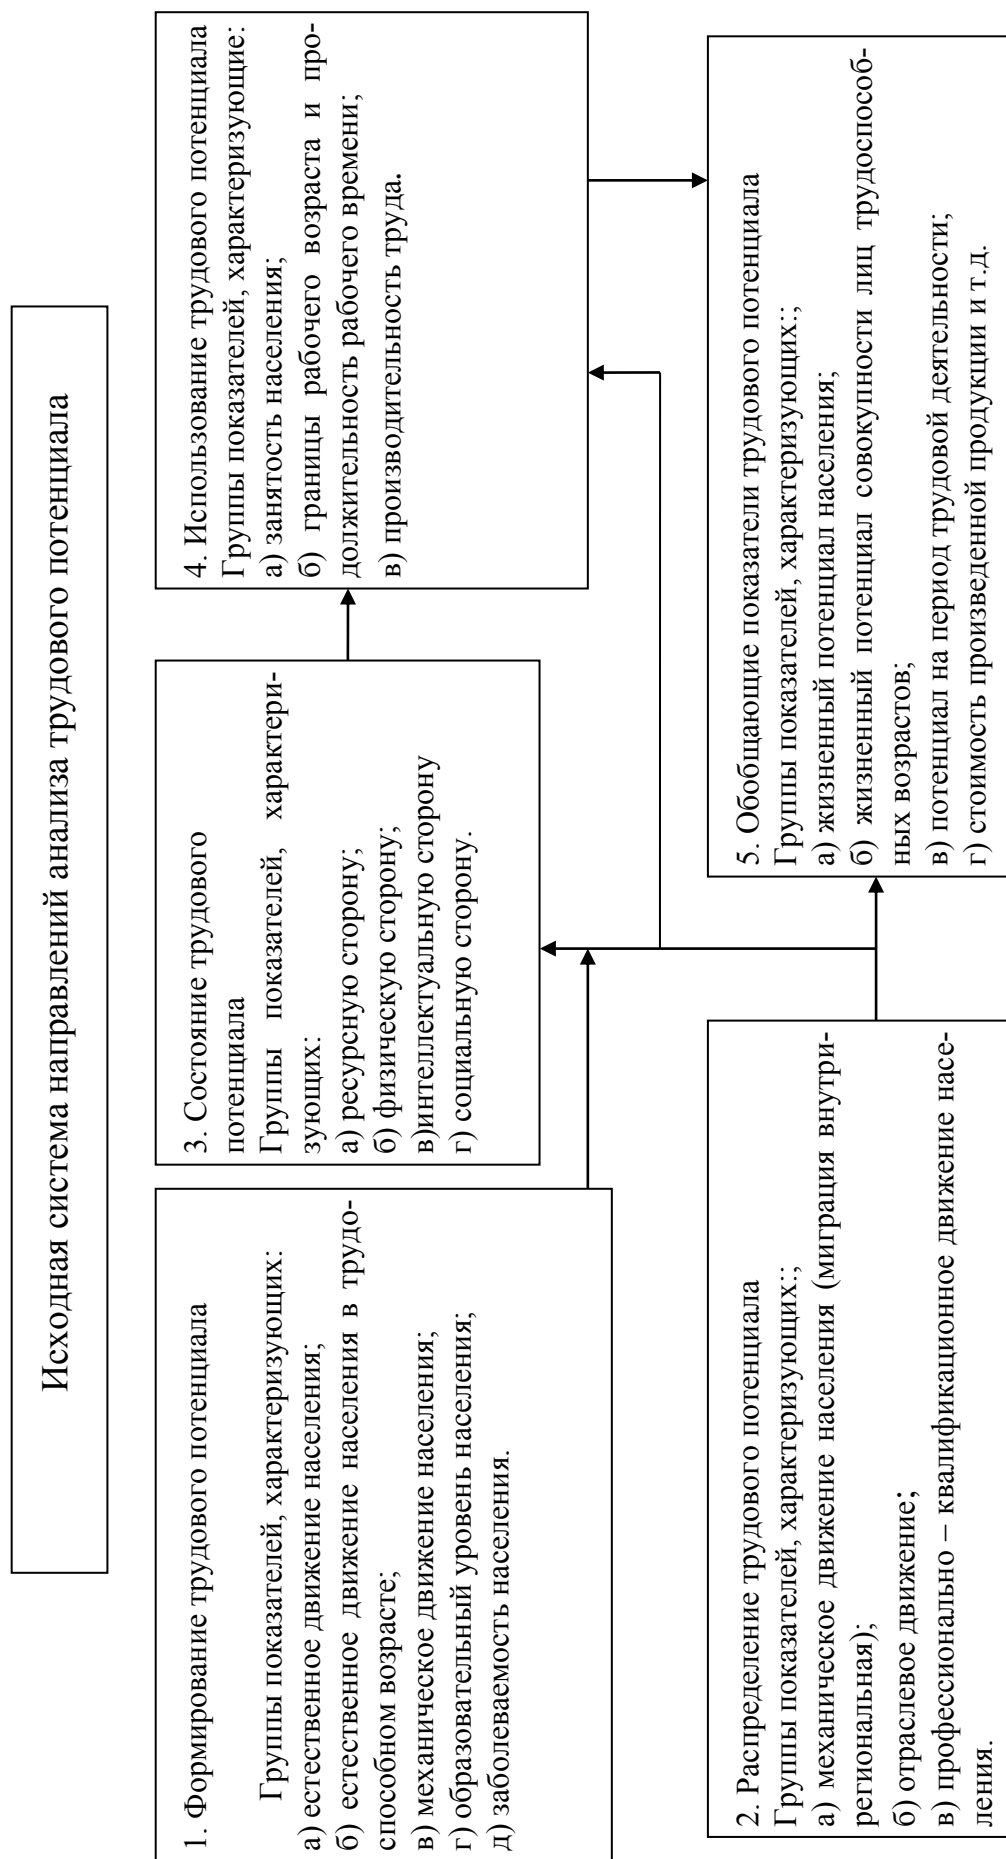 Исходная система направлений анализа трудового потенциала
1. Формирование трудового потенциала
Группы показателей, характеризующих:
а) естественное движение населения;
б) естественное движение населения в трудо-
способном возрасте;
в) механическое движение населения;
г) образовательный уровень населения;
д) заболеваемость населения.
3. Состояние трудового
потенциала
Группы показателей, характери-
зующих:
а) ресурсную сторону;
б) физическую сторону;
в)интеллектуальную сторону
г) социальную сторону.
4. Использование трудового потенциала
Группы показателей, характеризующие:
а) занятость населения;
б) границы рабочего возраста и про-
должительность рабочего времени;
в) производительность труда.
2. Распределение трудового потенциала
Группы показателей, характеризующих:;
а) механическое движение населения (миграция внутри-
региональная);
б) отраслевое движение;
в) профессионально – квалификационное движение насе-
ления.
5. Обобщающие показатели трудового потенциала
Группы показателей, характеризующих:;
а) жизненный потенциал населения;
б) жизненный потенциал совокупности лиц трудоспособ-
ных возрастов;
в) потенциал на период трудовой деятельности;
г) стоимость произведенной продукции и т.д.